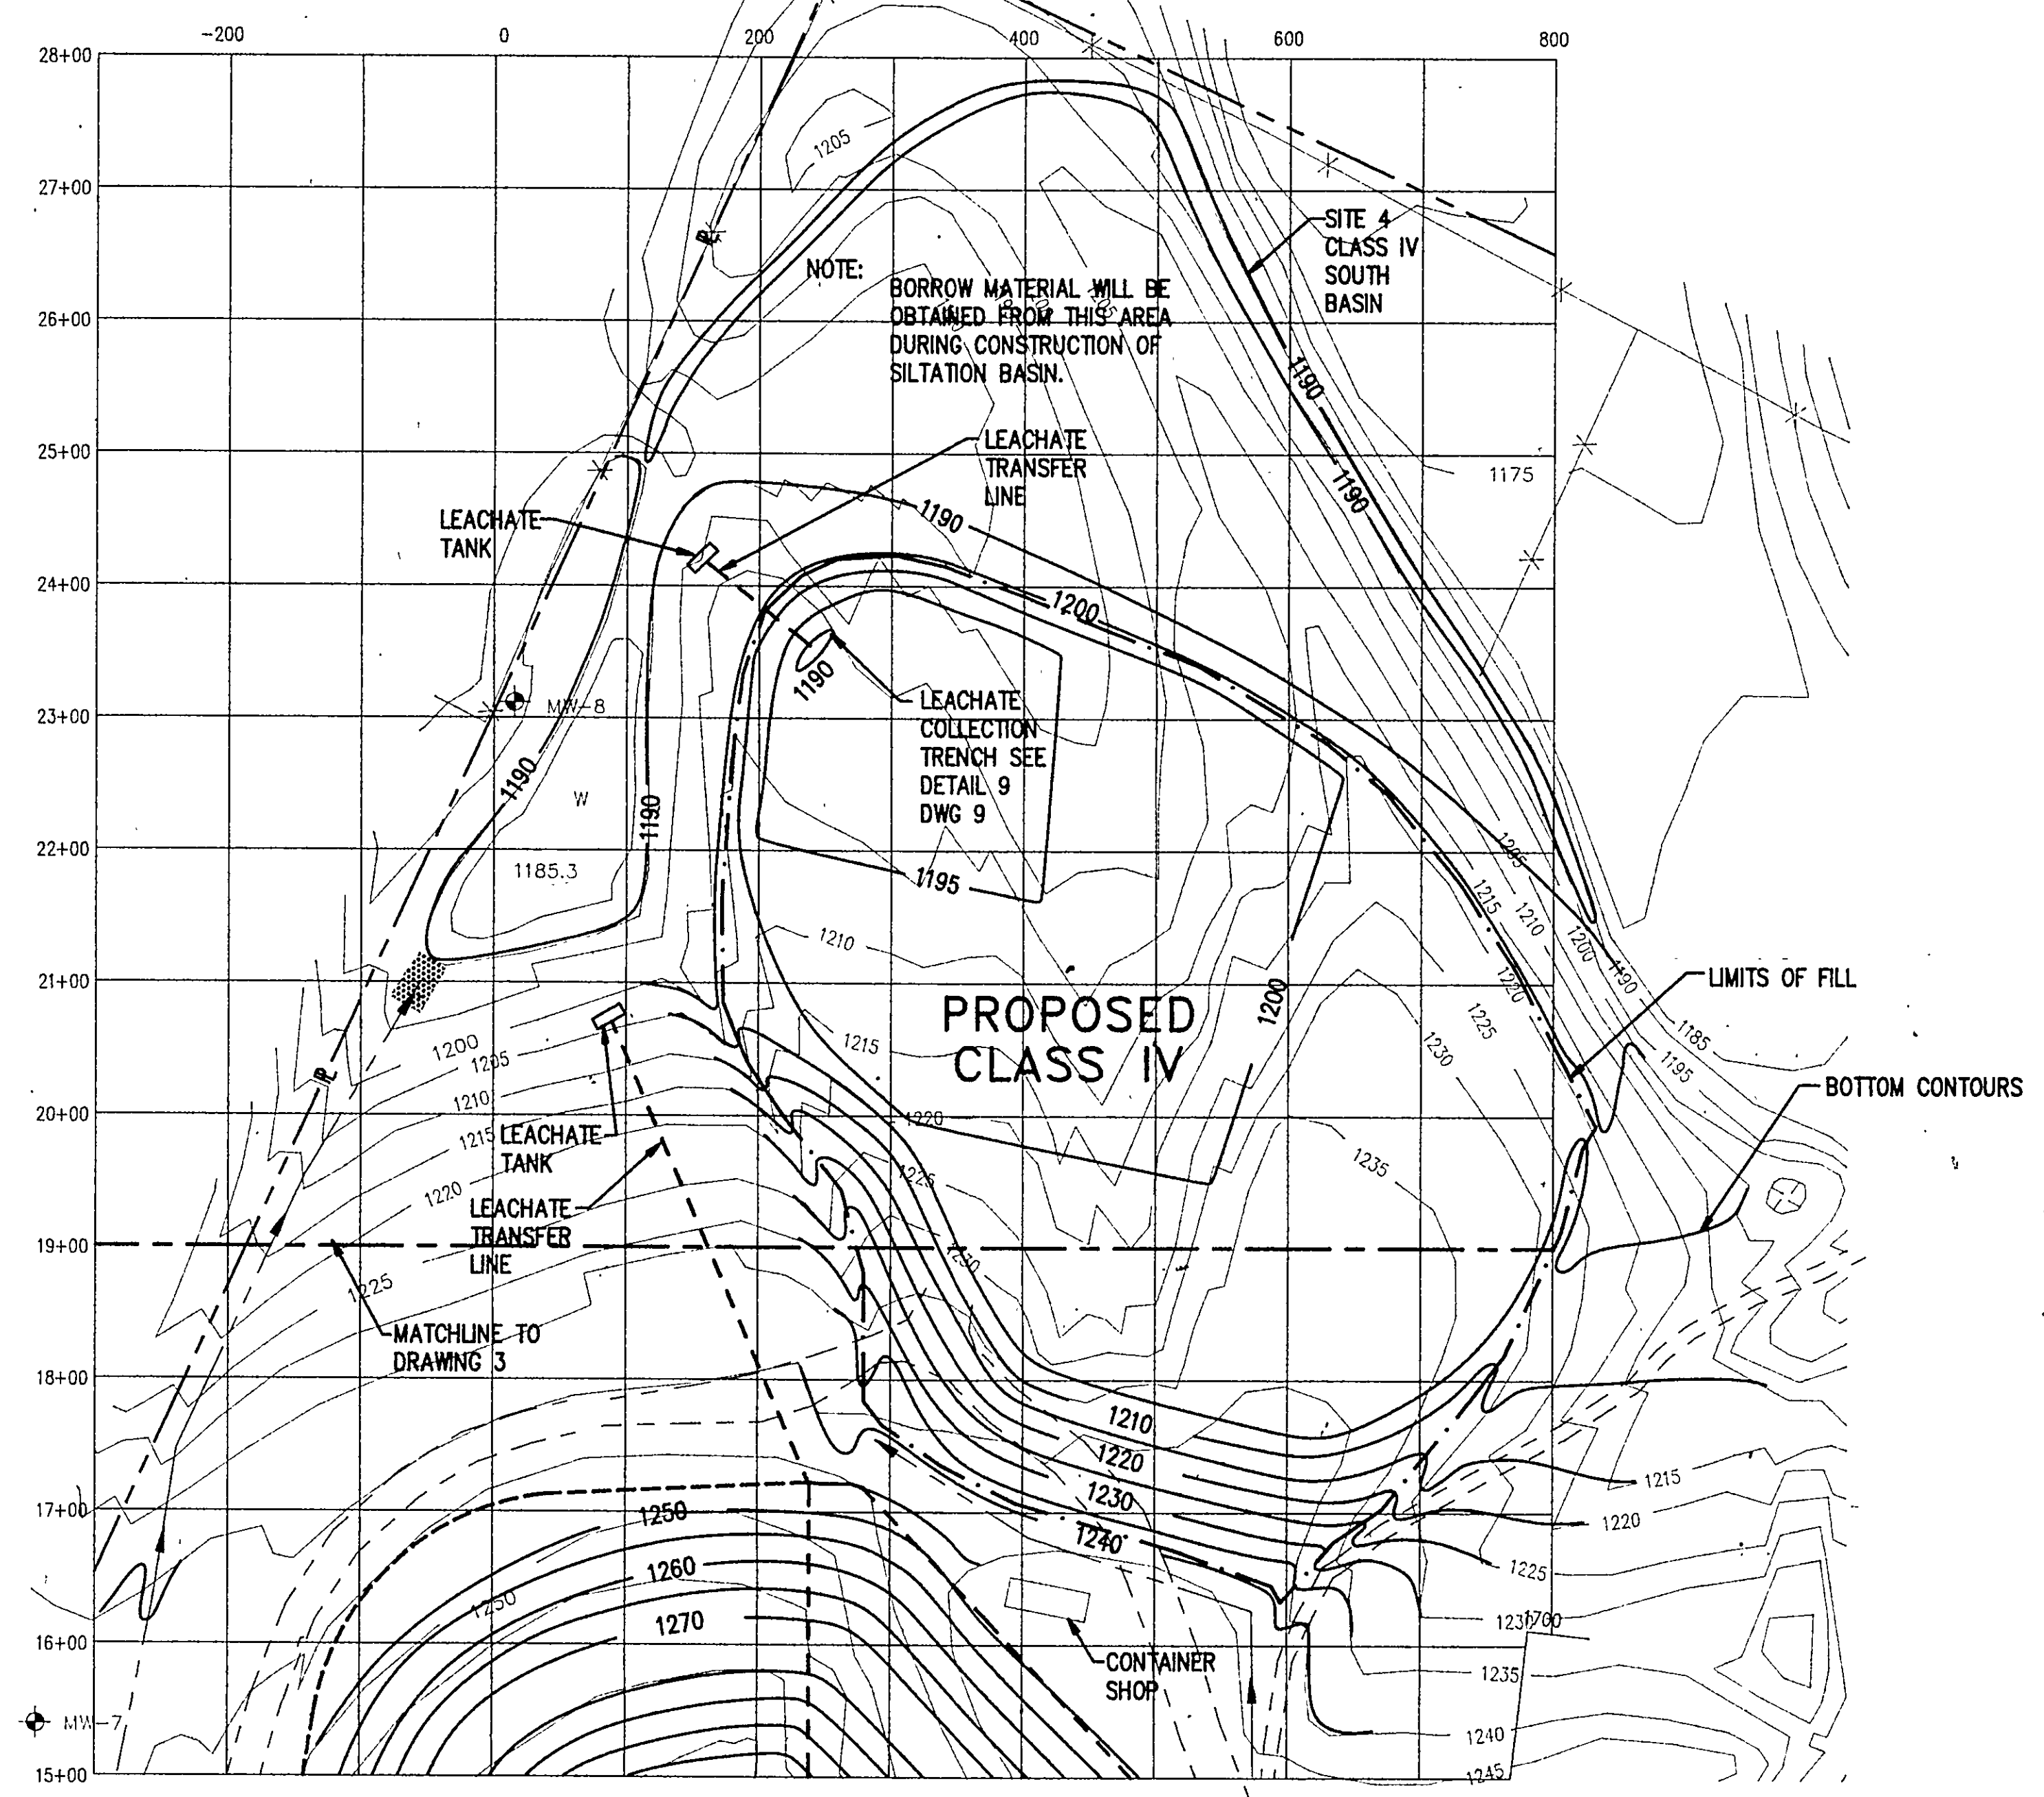 -200 0 200 400 600 800
28+00
27+00
26+00
25+00
24+00
23+00
22+00
21+00
20+00
19+00
18+00
17+00
16+00
15+00
1205
SITE 4
CLASS IV
SOUTH
BASIN
NOTE:
BORROW MATERIAL WILL BE
OBTAINED FROM THIS AREA
DURING CONSTRUCTION OF
SILTATION BASIN.
1190
1190
1175
LEACHATE
TRANSFER
LINE
1190
LEACHATE
TANK
1200
1190
LEACHATE
COLLECTION
TRENCH SEE
DETAIL 9
DWG 9
MW-8
1190
W
1190
1185.3
1195
1205
1215
1210
1200
1190
1220
1210
LIMITS OF FILL
PROPOSED
CLASS IV
1200
1225
1230
1185
1195
1215
1200
1205
1210
1215
1220
BOTTOM CONTOURS
LEACHATE
TANK
1220
1225
1235
LEACHATE
TRANSFER
LINE
1230
1225
MATCHLINE TO
DRAWING 3
1210
1220
1230
1240
1215
1220
1225
1230
1235
1240
1245
1250
1260
1270
1250
CONTAINER
SHOP
MW-7